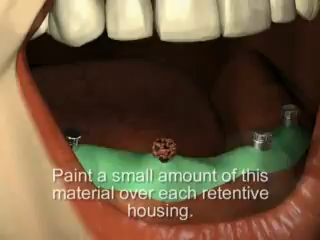 Paint a small amount of this
material over each retentive
housing.